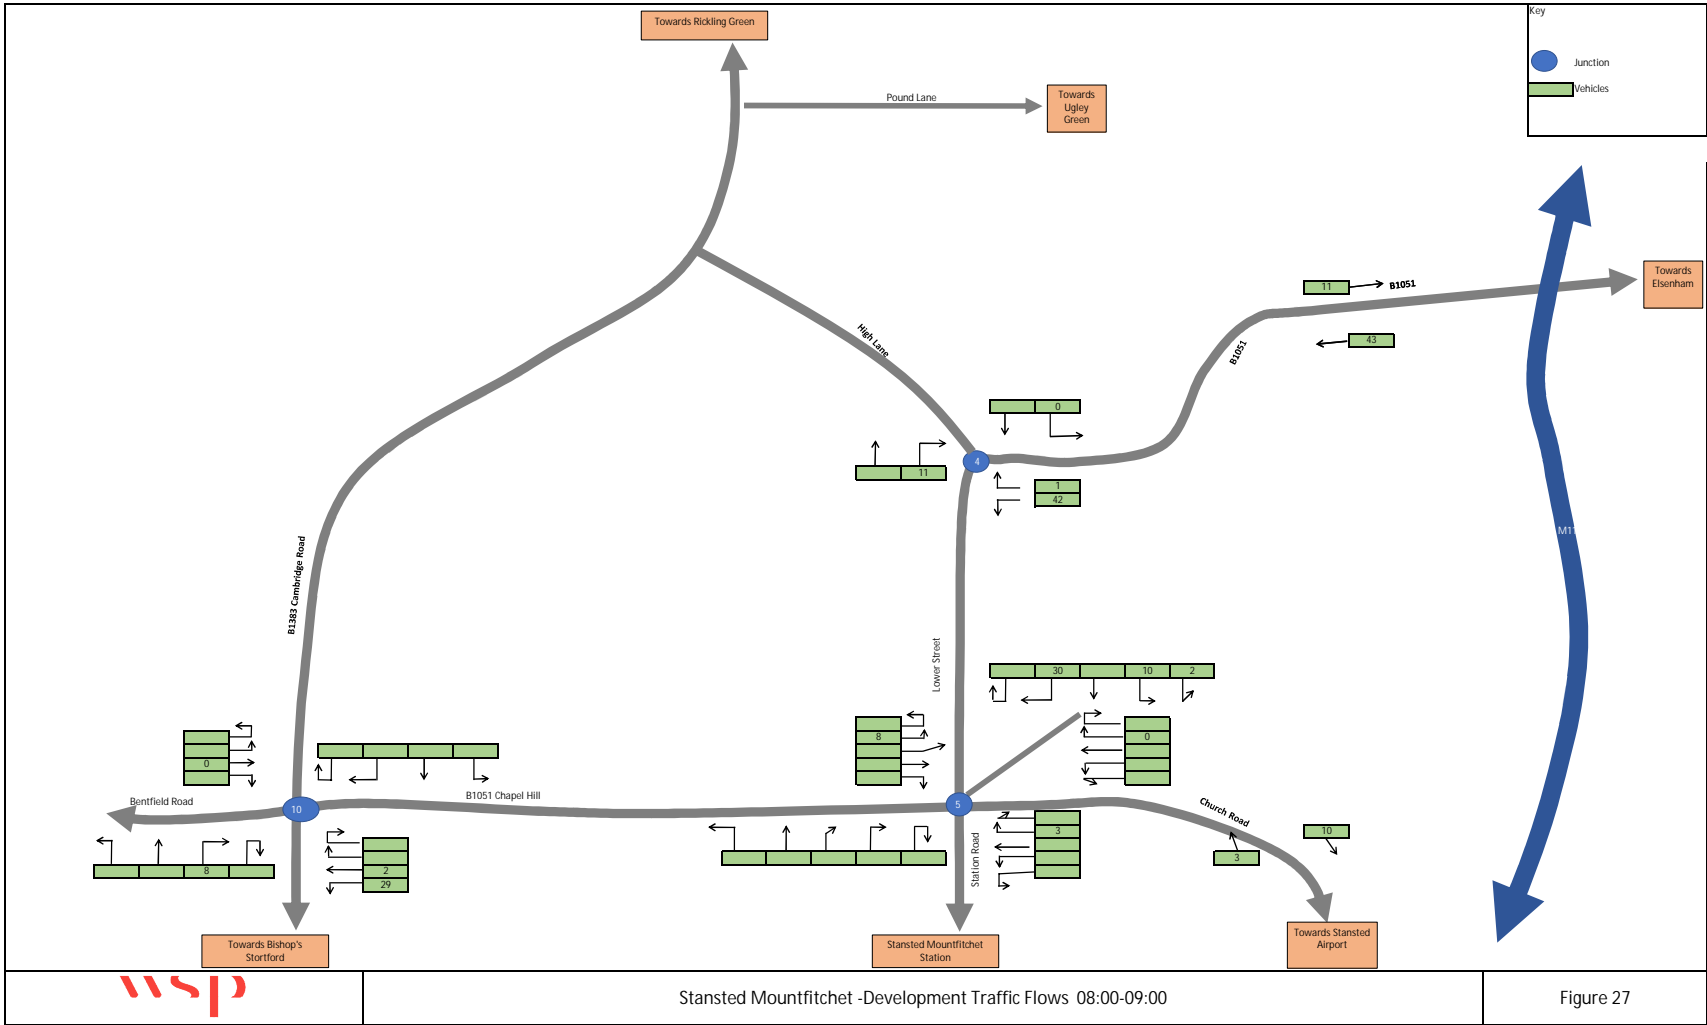 Towards Rickling Green
Key
Junction
Vehicles
Pound Lane
Towards
Ugley
Green
Towards
Elsenham
11
B1051
43
B1051
High Lane
0
11
4
1
42
M11
B1383 Cambridge Road
Lower Street
30
10
2
8
0
0
B1051 Chapel Hill
Bentfield Road
10
5
Church Road
3
10
3
Station Road
8
2
29
Towards Bishop's
Stortford
Stansted Mountfitchet
Station
Towards Stansted
Airport
wsp
Stansted Mountfitchet -Development Traffic Flows 08:00-09:00
Figure 27